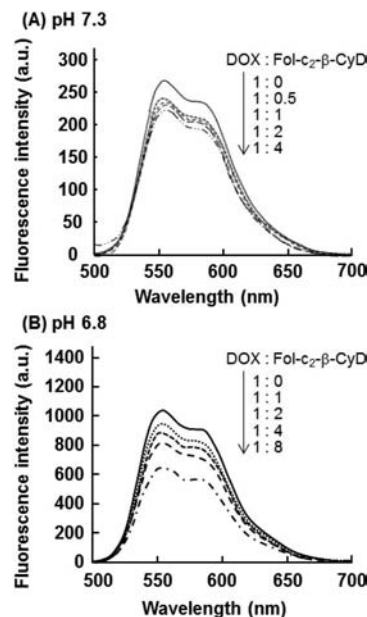 (A) pH 7.3
DOX : Fol-c₂-β-CyD
1 : 0
1 : 0.5
1 : 1
1 : 2
1 : 4
Fluorescence intensity (a.u.)
300
250
200
150
100
50
0
500 550 600 650 700
Wavelength (nm)
(B) pH 6.8
DOX : Fol-c₂-β-CyD
1 : 0
1 : 1
1 : 2
1 : 4
1 : 8
Fluorescence intensity (a.u.)
1400
1200
1000
800
600
400
200
0
500 550 600 650 700
Wavelength (nm)